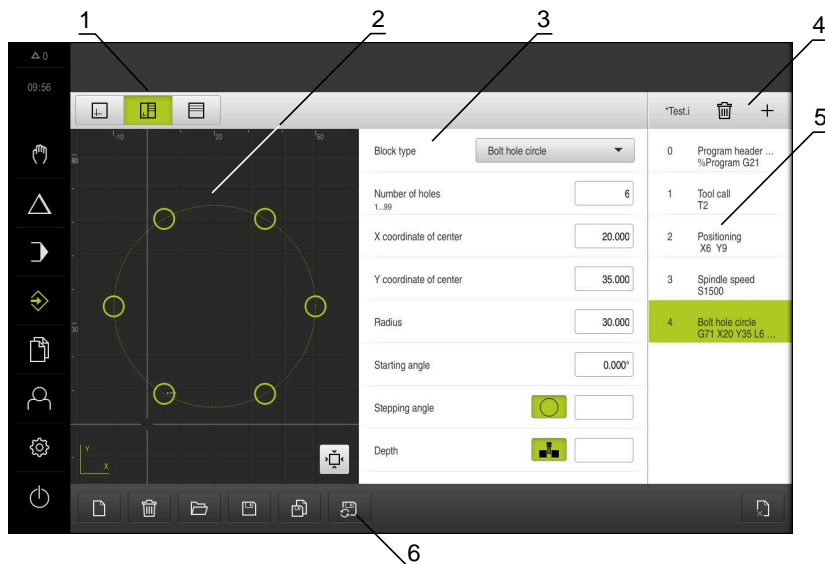 1
2
3
4
5
6
0
09:56
*Test.i
-10
20
50
80
30
Y
X
Block type
Bolt hole circle
Number of holes
1...99
6
X coordinate of center
20.000
Y coordinate of center
35.000
Radius
30.000
Starting angle
0.000°
Stepping angle
Depth
0 Program header ...
%Program G21
1 Tool call
T2
2 Positioning
X6 Y9
3 Spindle speed
S1500
4 Bolt hole circle
G71 X20 Y35 L6 ...